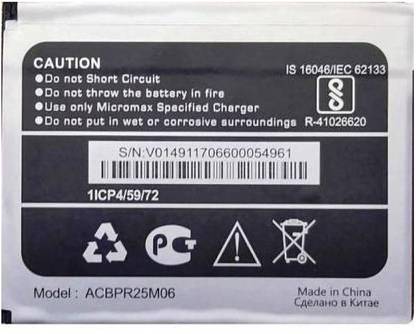 CAUTION
Do not Short Circuit
Do not throw the battery in fire
Use only Micromax Specified Charger
Do not put in wet or corrosive surroundings
IS 16046/IEC 62133
R-41026620
S/N:V014911706600054961
1ICP4/59/72
Model : ACBPR25M06
Made in China
Сделано в Китае